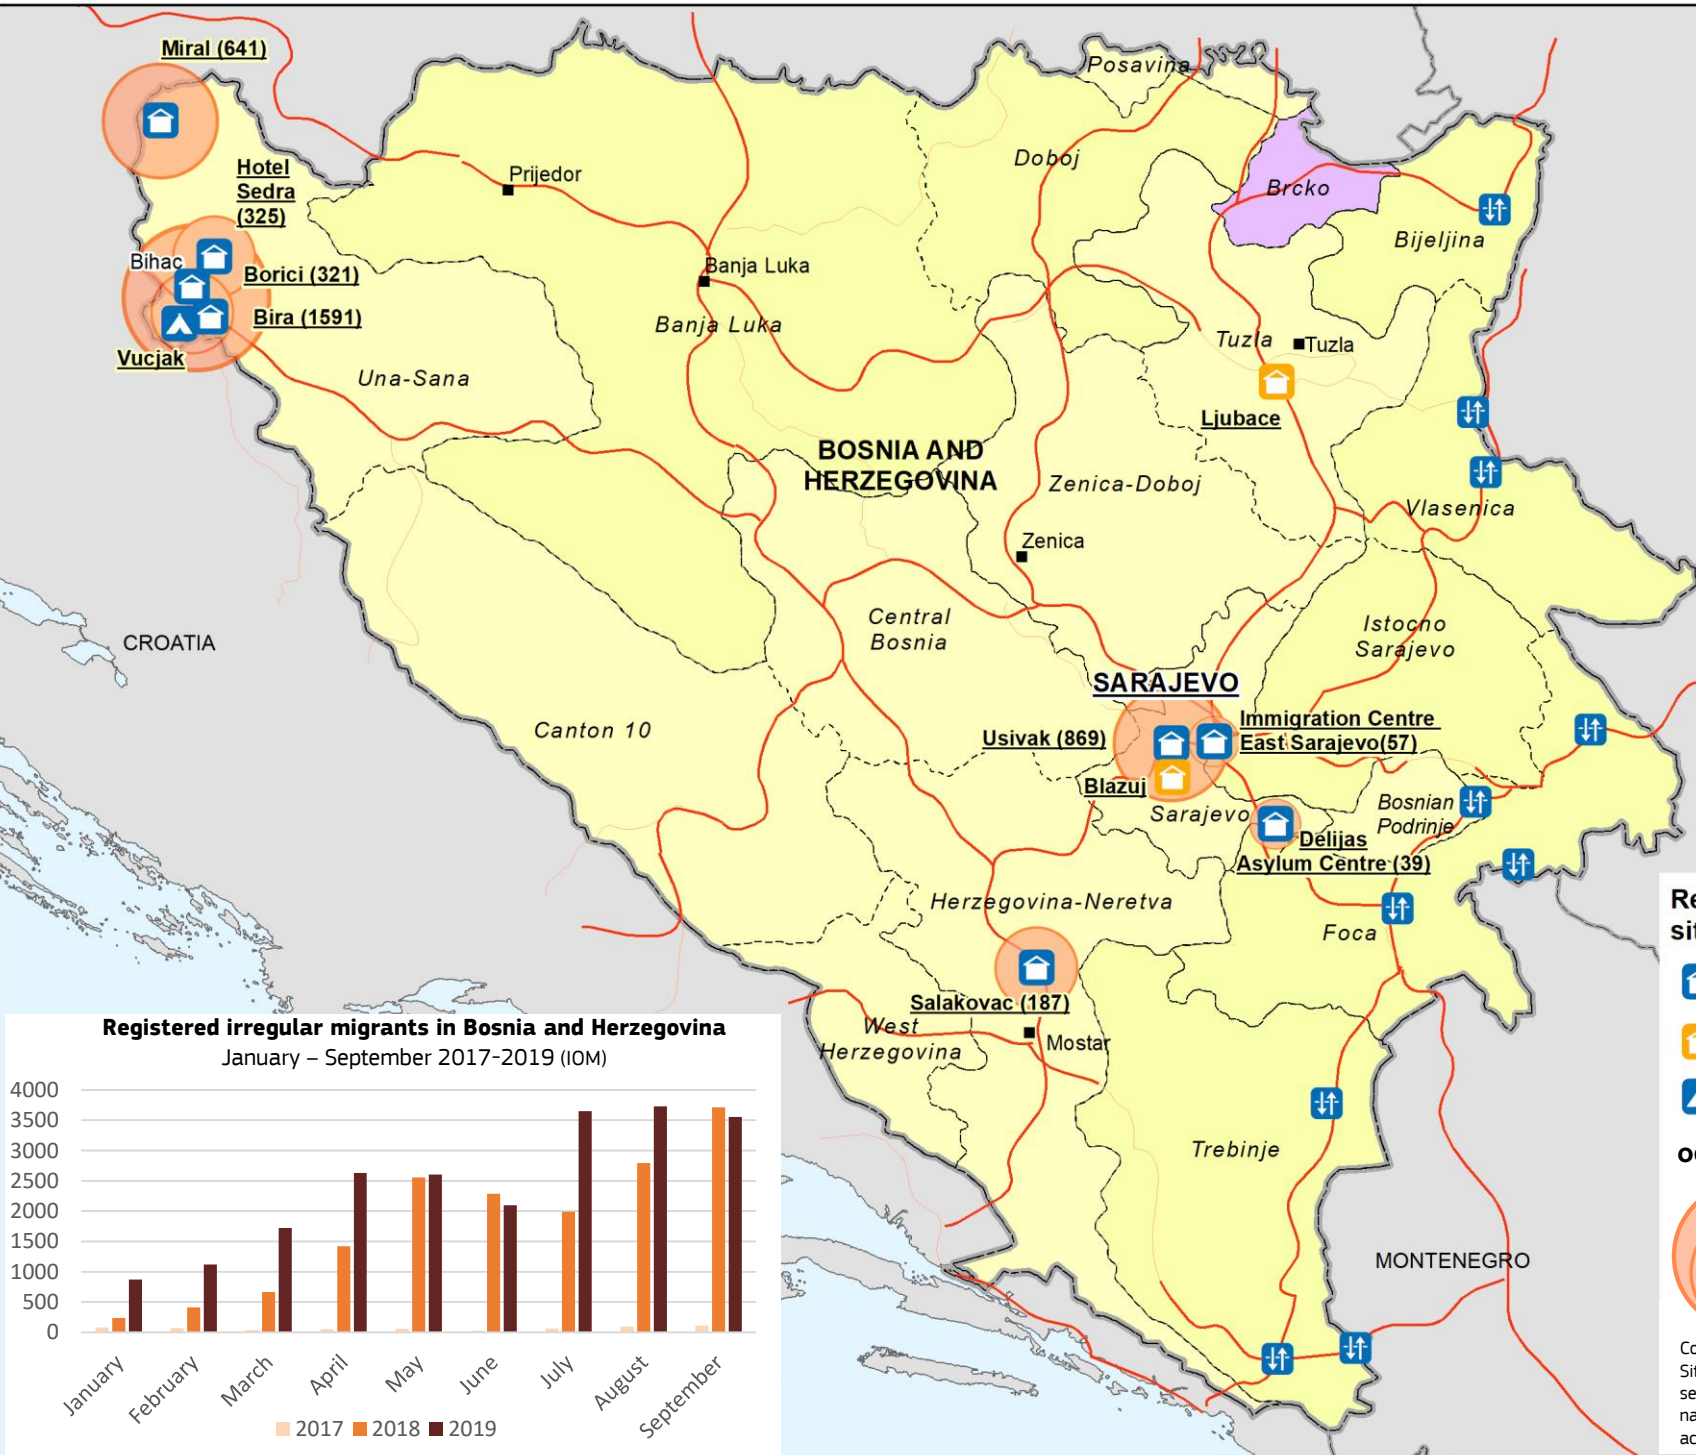 Miral (641)
Hotel
Sedra
(325)
Bihac
Borici (321)
Bira (1591)
Vucjak
Una-Sana
Prijedor
Banja Luka
Banja Luka
Posavina
Doboj
Brcko
Bijeljina
Tuzla
Tuzla
Ljubace
BOSNIA AND
HERZEGOVINA
Zenica-Doboj
Vlasenica
Zenica
Central
Bosnia
Istocno
Sarajevo
CROATIA
Canton 10
SARAJEVO
Usivak (869)
Immigration Centre
East Sarajevo(57)
Blazuj
Sarajevo
Bosnian
Podrinje
Delijas
Asylum Centre (39)
Herzegovina-Neretva
Foca
Salakovac (187)
West
Herzegovina
Mostar
Trebinje
MONTENEGRO
Registered irregular migrants in Bosnia and Herzegovina
January – September 2017-2019 (IOM)
4000
3500
3000
2500
2000
1500
1000
500
0
January
February
March
April
May
June
July
August
September
2017 2018 2019